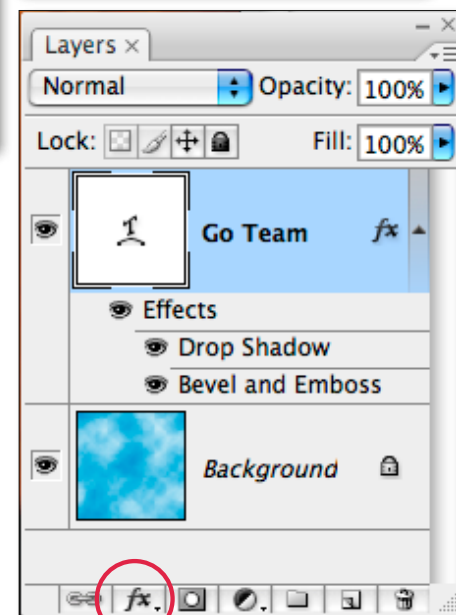 Layers ×
Normal Opacity: 100%
Lock: Fill: 100%
T Go Team fx
Effects
Drop Shadow
Bevel and Emboss
Background
fx